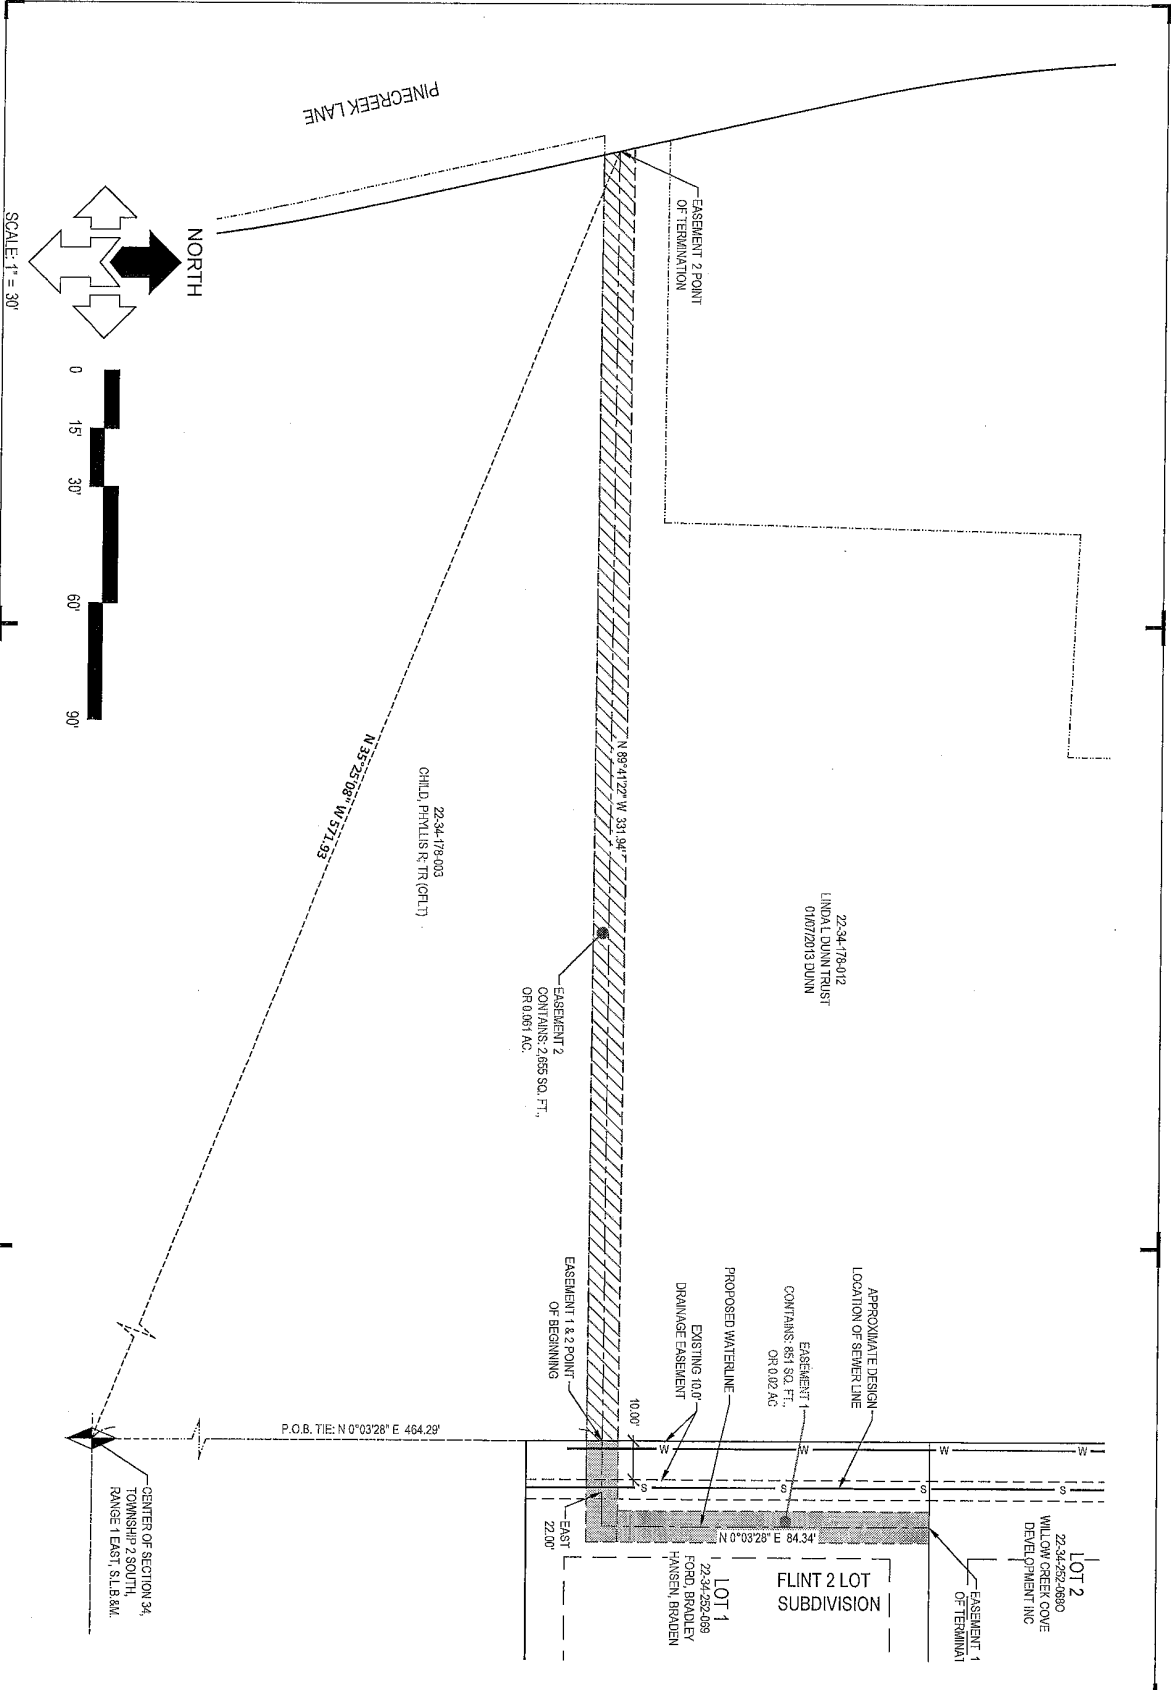 PINECREEK LANE
NORTH
SCALE: 1" = 30'
0
15'
30'
60'
90'
EASEMENT 2 POINT
OF TERMINATION
N 35°25'08" W 571.93
22-34-178-003
CHILD, PHYLLIS R; TR (CFLT)
N 89°41'22" W 331.94'
22-34-178-012
LINDA L DUNN TRUST
01/07/2013 DUNN
EASEMENT 2
CONTAINS: 2,655 SQ. FT.,
OR 0.061 AC.
EASEMENT 1 & 2 POINT
OF BEGINNING
10.00'
EXISTING 10.0'
DRAINAGE EASEMENT
PROPOSED WATERLINE
EASEMENT 1
CONTAINS: 851 SQ. FT.,
OR 0.02 AC
APPROXIMATE DESIGN
LOCATION OF SEWER LINE
P.O.B. TIE: N 0°03'28" E 464.29'
W
W
W
W
S
S
S
S
EAST
22.00'
N 0°03'28" E 84.34'
LOT 1
22-34-252-069
FORD, BRADLEY
HANSEN, BRADEN
FLINT 2 LOT
SUBDIVISION
LOT 2
22-34-252-0680
WILLOW CREEK COVE
DEVELOPMENT INC
EASEMENT 1
OF TERMINAT
CENTER OF SECTION 34,
TOWNSHIP 2 SOUTH,
RANGE 1 EAST, S.L.B.&M.